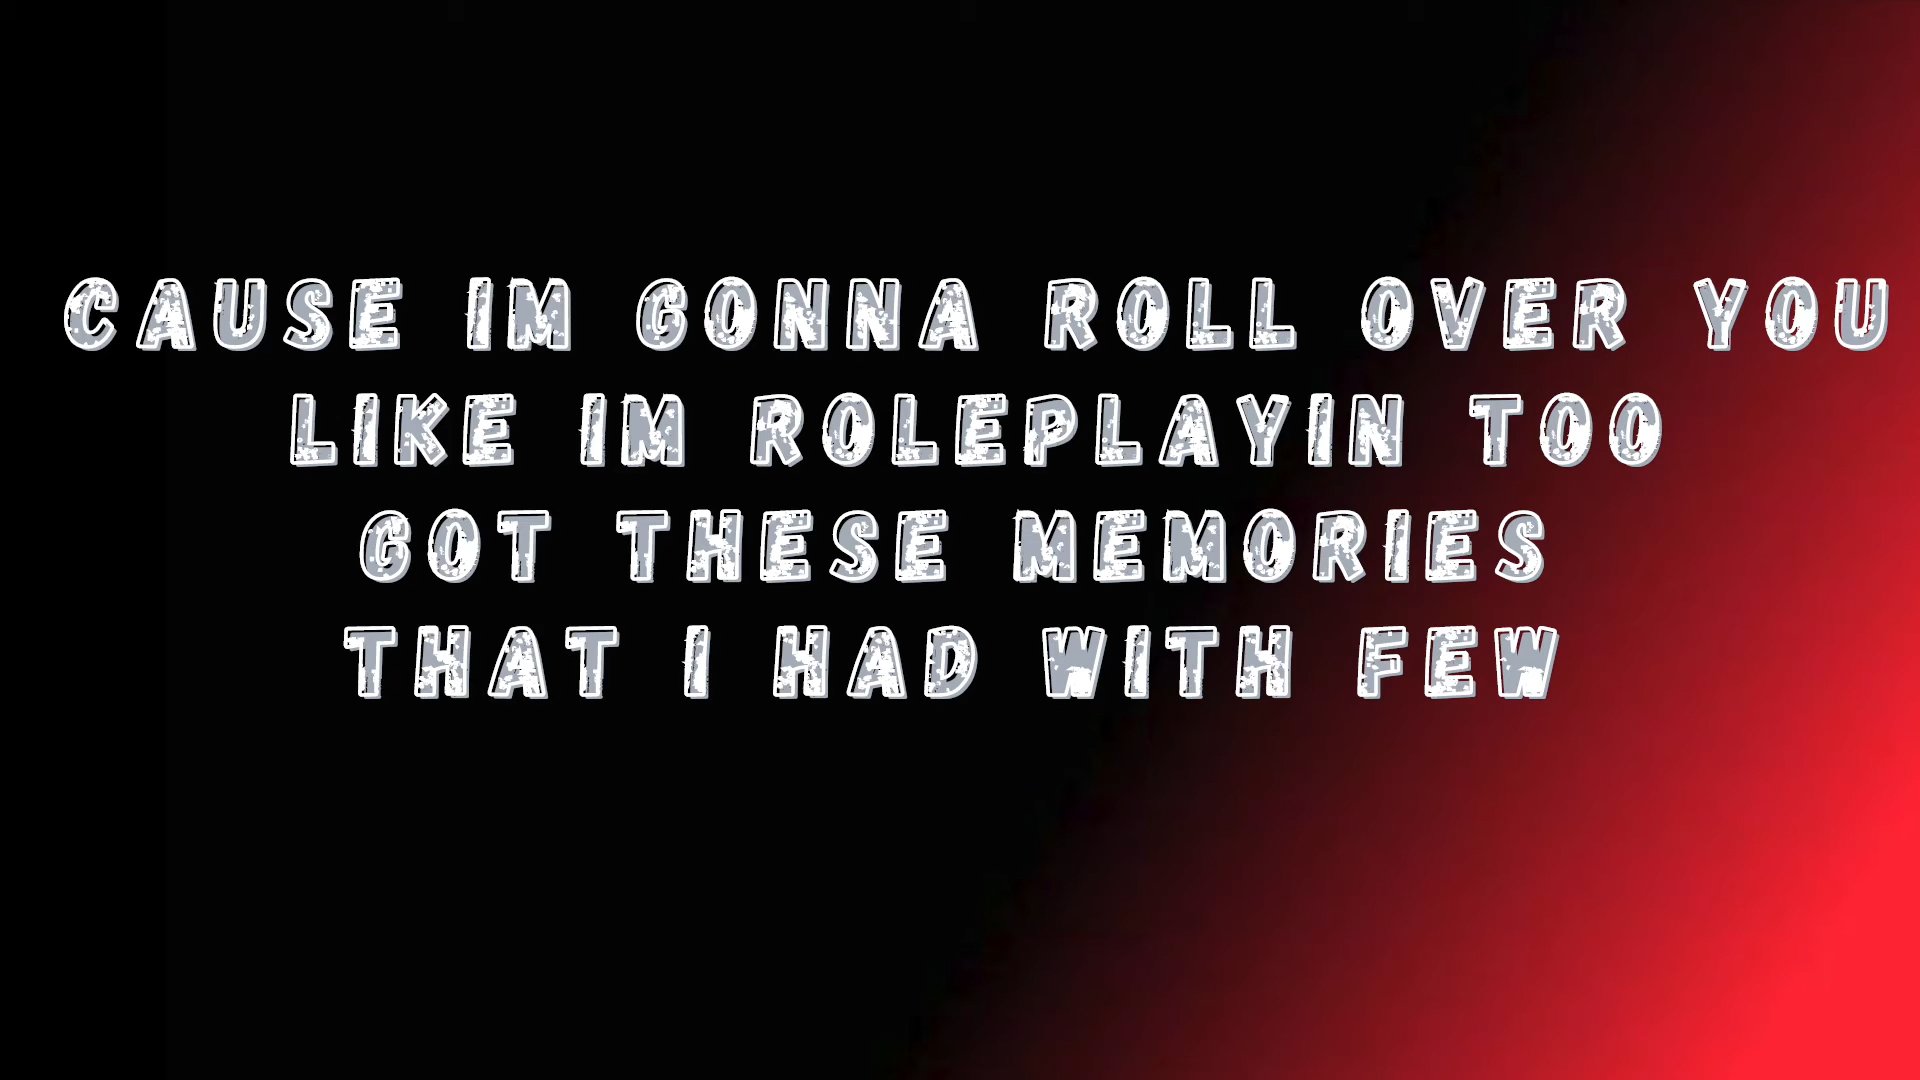 CAUSE IM GONNA ROLL OVER YOU
LIKE IM ROLEPLAYIN TOO
GOT THESE MEMORIES
THAT I HAD WITH FEW